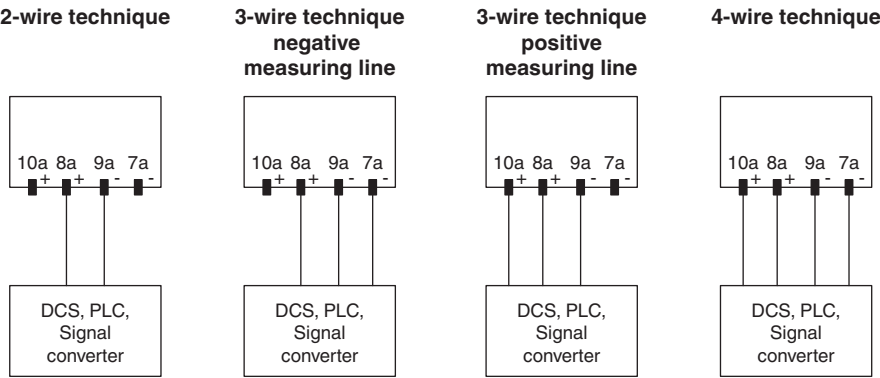 2-wire technique
3-wire technique
negative
measuring line
3-wire technique
positive
measuring line
4-wire technique
10a 8a 9a 7a
+ + - -
10a 8a 9a 7a
+ + - -
10a 8a 9a 7a
+ + - -
10a 8a 9a 7a
+ + - -
DCS, PLC,
Signal
converter
DCS, PLC,
Signal
converter
DCS, PLC,
Signal
converter
DCS, PLC,
Signal
converter